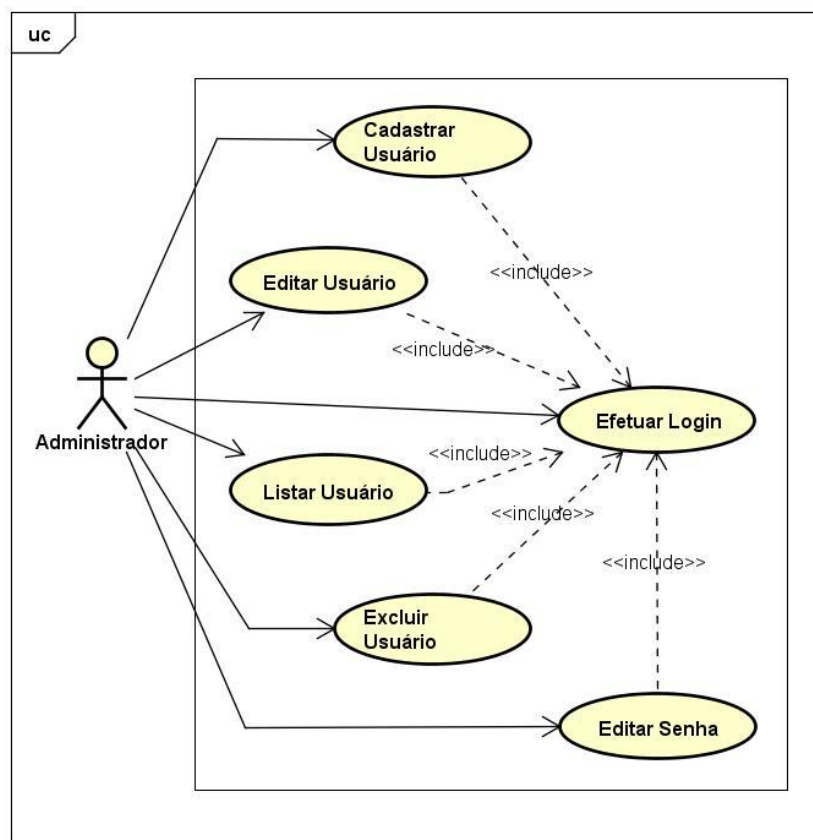 uc
Cadastrar
Usuário
<<include>>
Editar Usuário
<<include>>
Efetuar Login
Administrador
<<include>>
Listar Usuário
<<include>>
<<include>>
Excluir
Usuário
Editar Senha